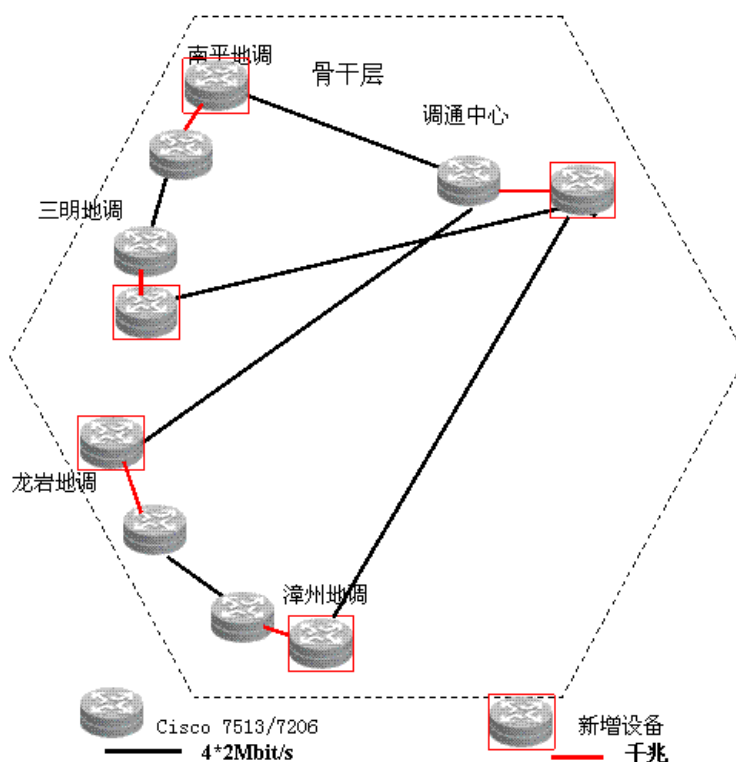 南平地调
骨干层
调通中心
三明地调
龙岩地调
漳州地调
Cisco 7513/7206
新增设备
4*2Mbit/s
千兆